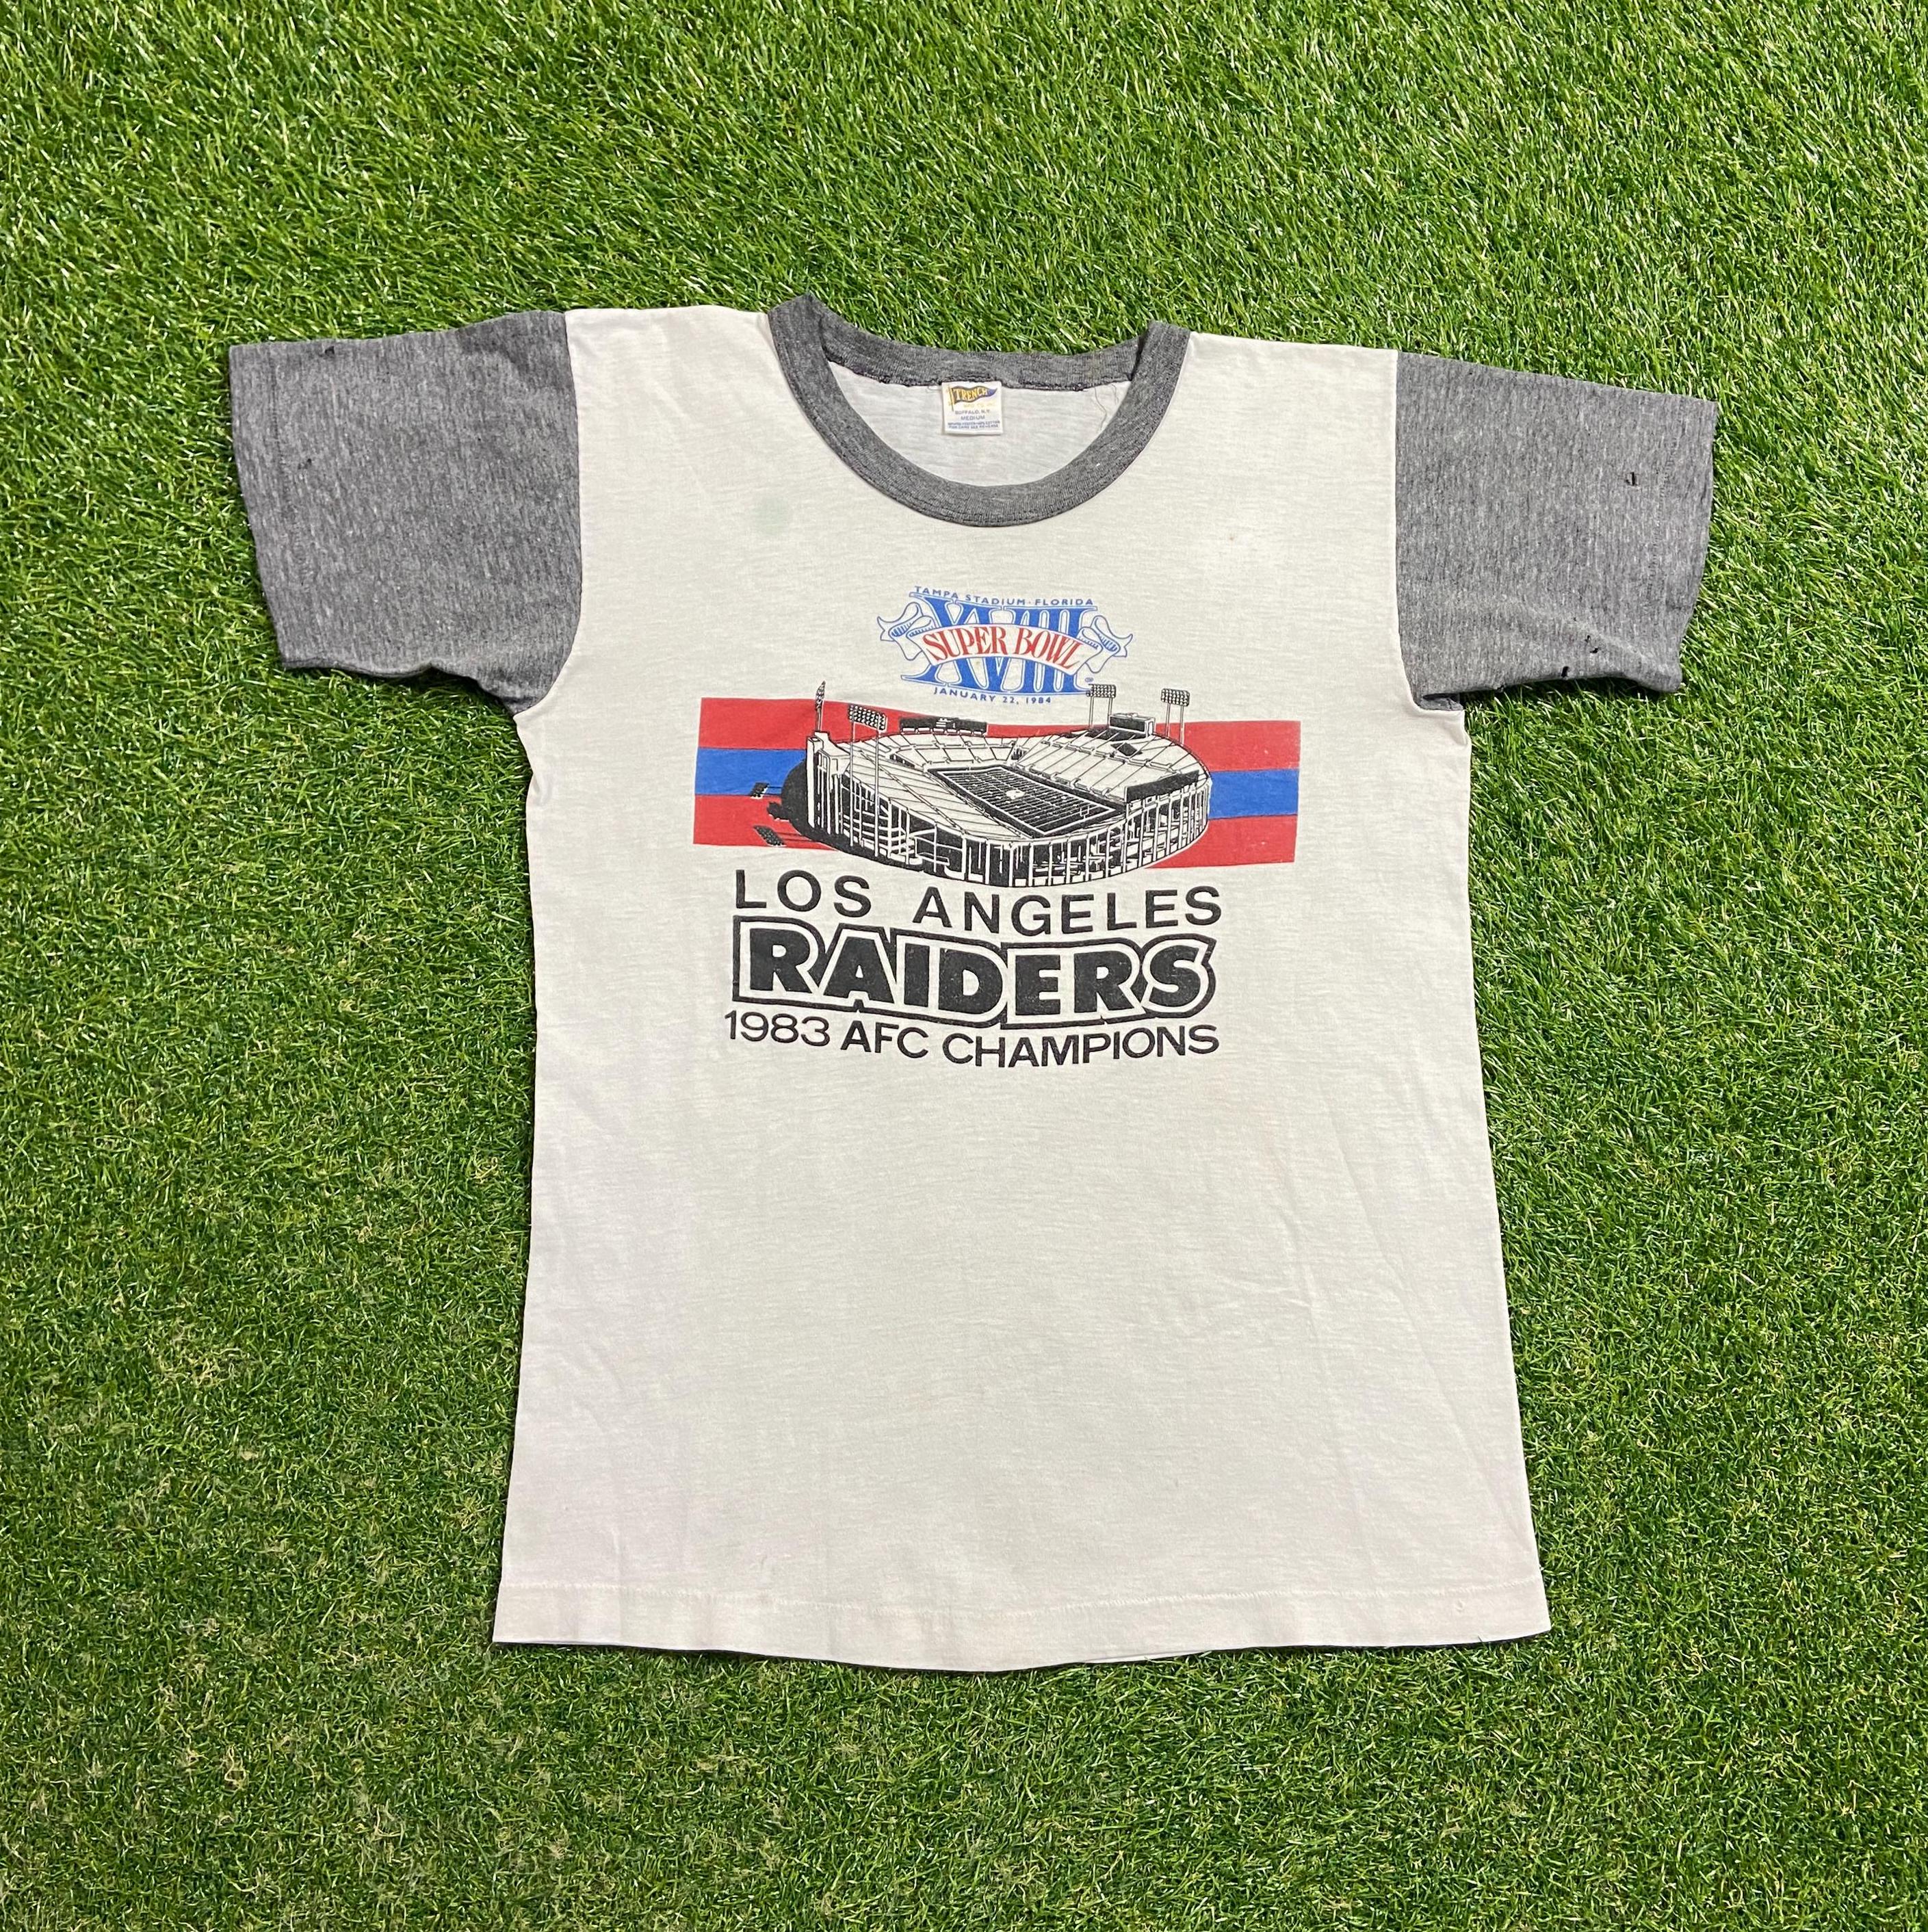 TRENCH
BUFFALO, N.Y.
MEDIUM
TAMPA STADIUM · FLORIDA
XVIII
SUPER BOWL
JANUARY 22, 1984
LOS ANGELES
RAIDERS
1983 AFC CHAMPIONS